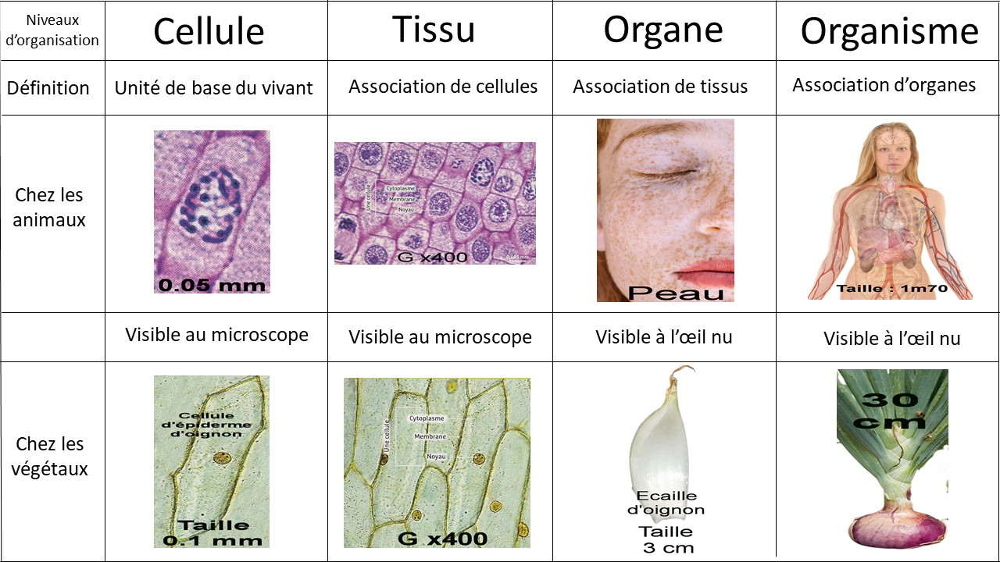 Niveaux
d'organisation
Cellule
Tissu
Organe
Organisme
Définition
Unité de base du vivant
Association de cellules
Association de tissus
Association d'organes
Chez les
animaux
0.05 mm
Une cellule
Cytoplasme
Membrane
Noyau
G x400
Peau
Taille : 1m70
Visible au microscope
Visible au microscope
Visible à l'œil nu
Visible à l'œil nu
Chez les
végétaux
Cellule
d'épiderme
d'oignon
Taille
0.1 mm
Une cellule
Cytoplasme
Membrane
Noyau
G x400
Ecaille
d'oignon
Taille
3 cm
30
cm